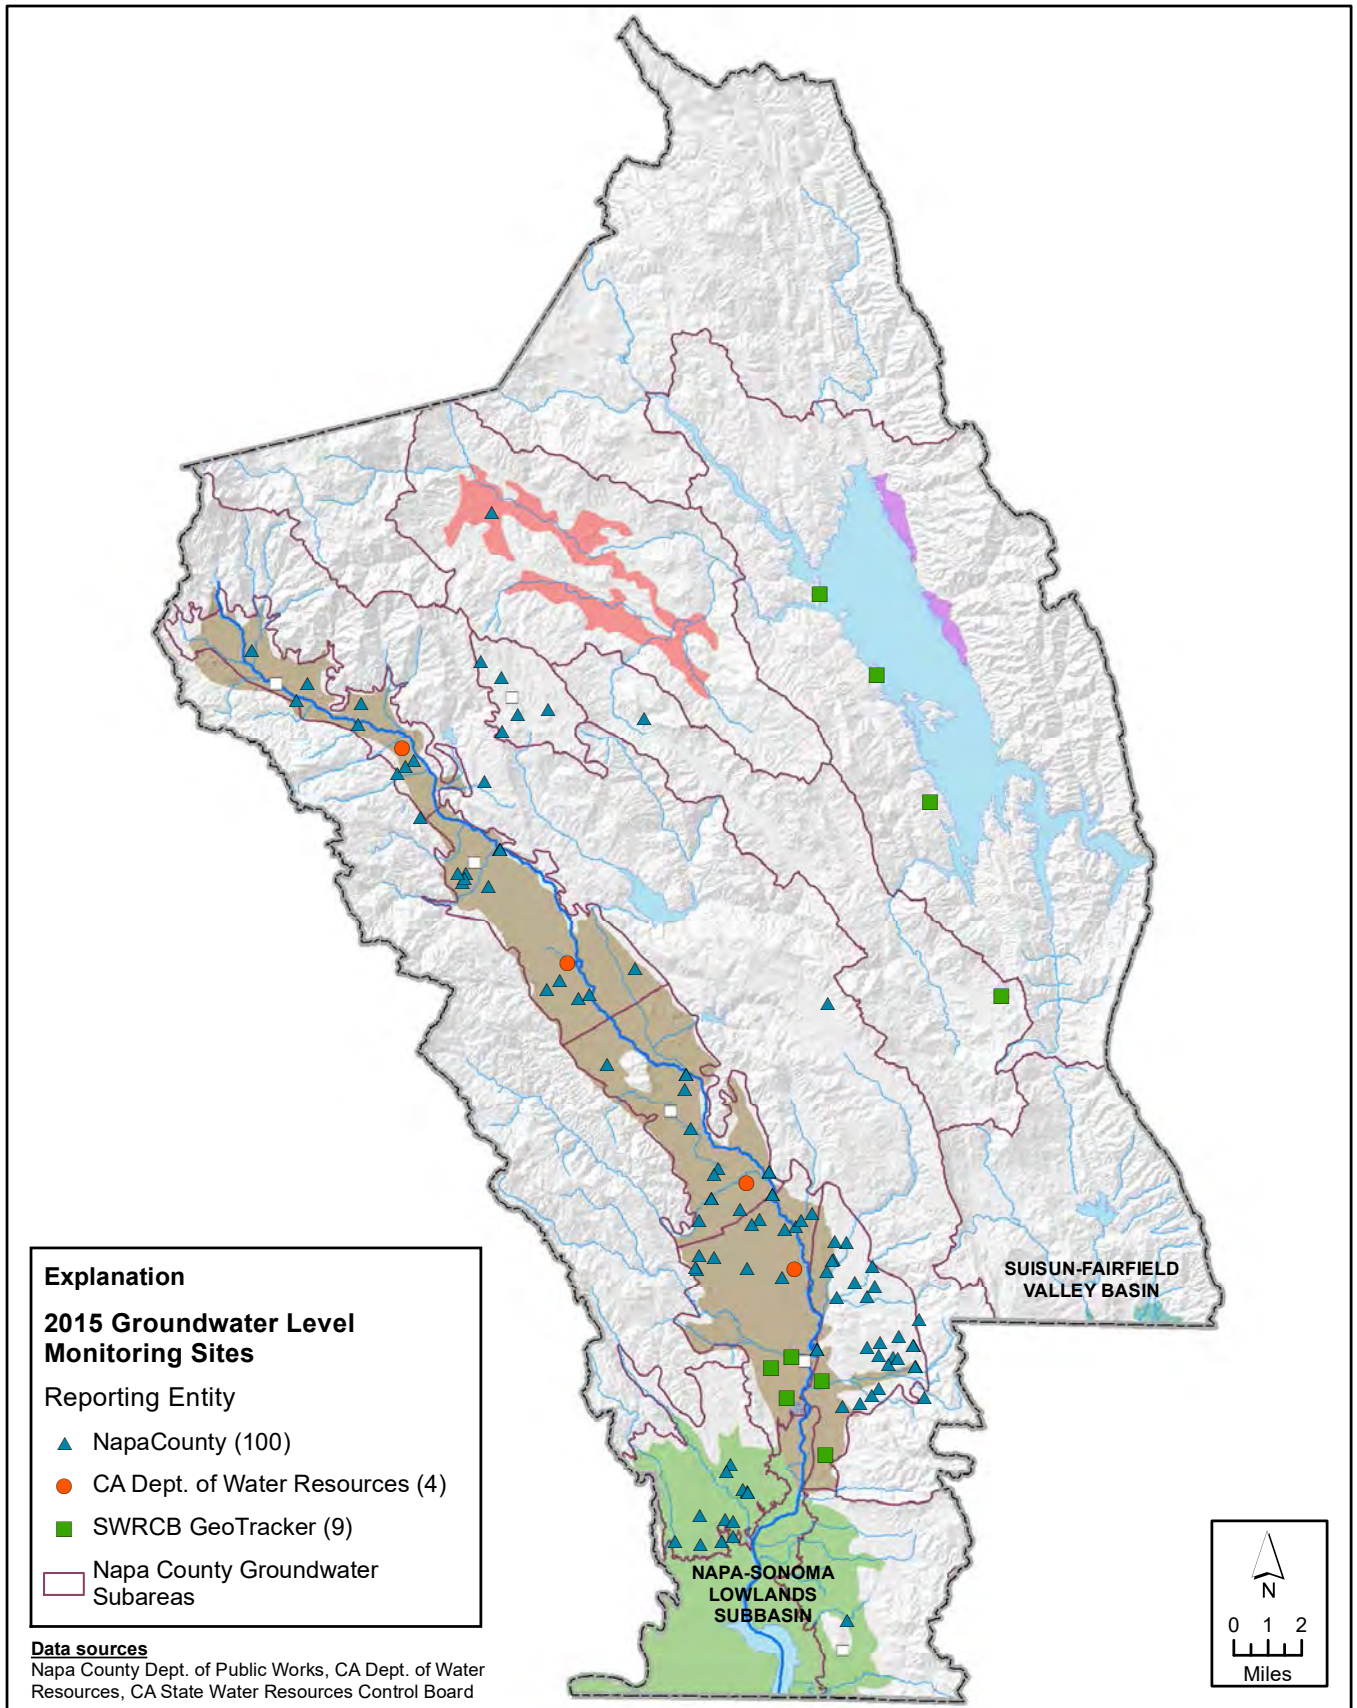 SUISUN-FAIRFIELD
VALLEY BASIN
NAPA-SONOMA
LOWLANDS
SUBBASIN
Explanation
2015 Groundwater Level
Monitoring Sites
Reporting Entity
NapaCounty (100)
CA Dept. of Water Resources (4)
SWRCB GeoTracker (9)
Napa County Groundwater
Subareas
Data sources
Napa County Dept. of Public Works, CA Dept. of Water
Resources, CA State Water Resources Control Board
N
0 1 2
Miles